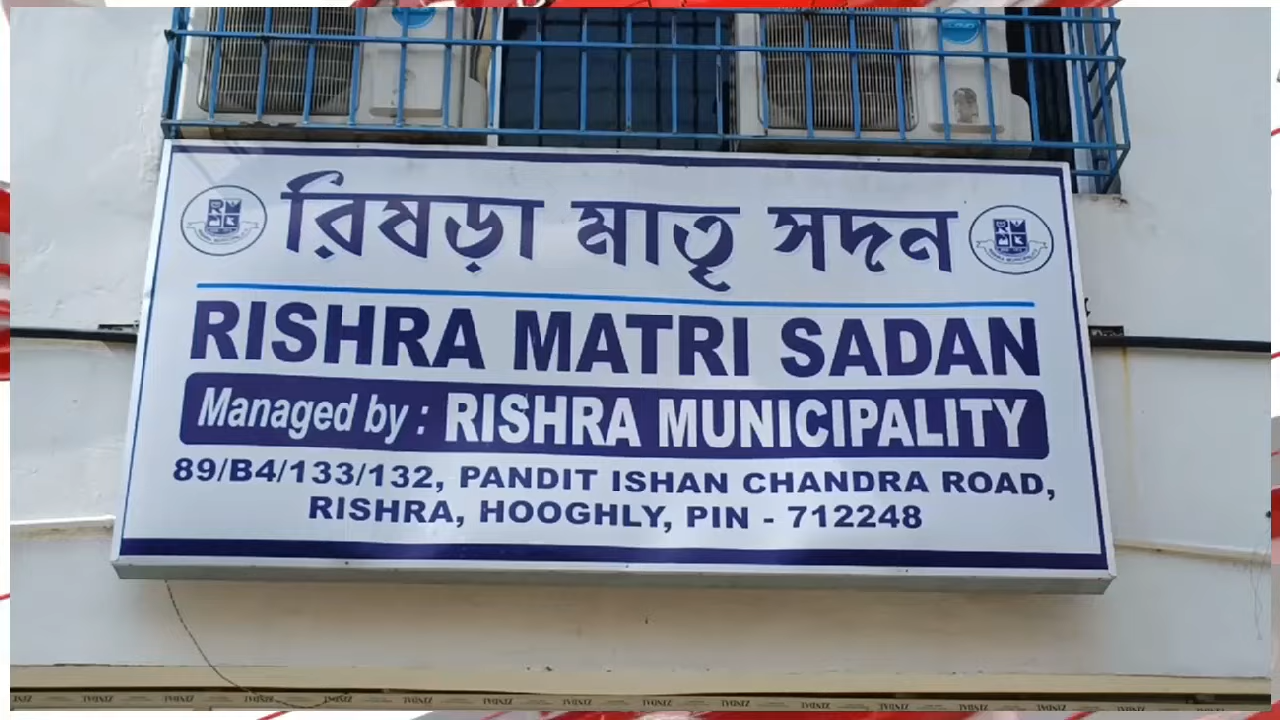 রিষড়া মাতৃ সদন
RISHRA MATRI SADAN
Managed by : RISHRA MUNICIPALITY
89/B4/133/132, PANDIT ISHAN CHANDRA ROAD,
RISHRA, HOOGHLY, PIN - 712248